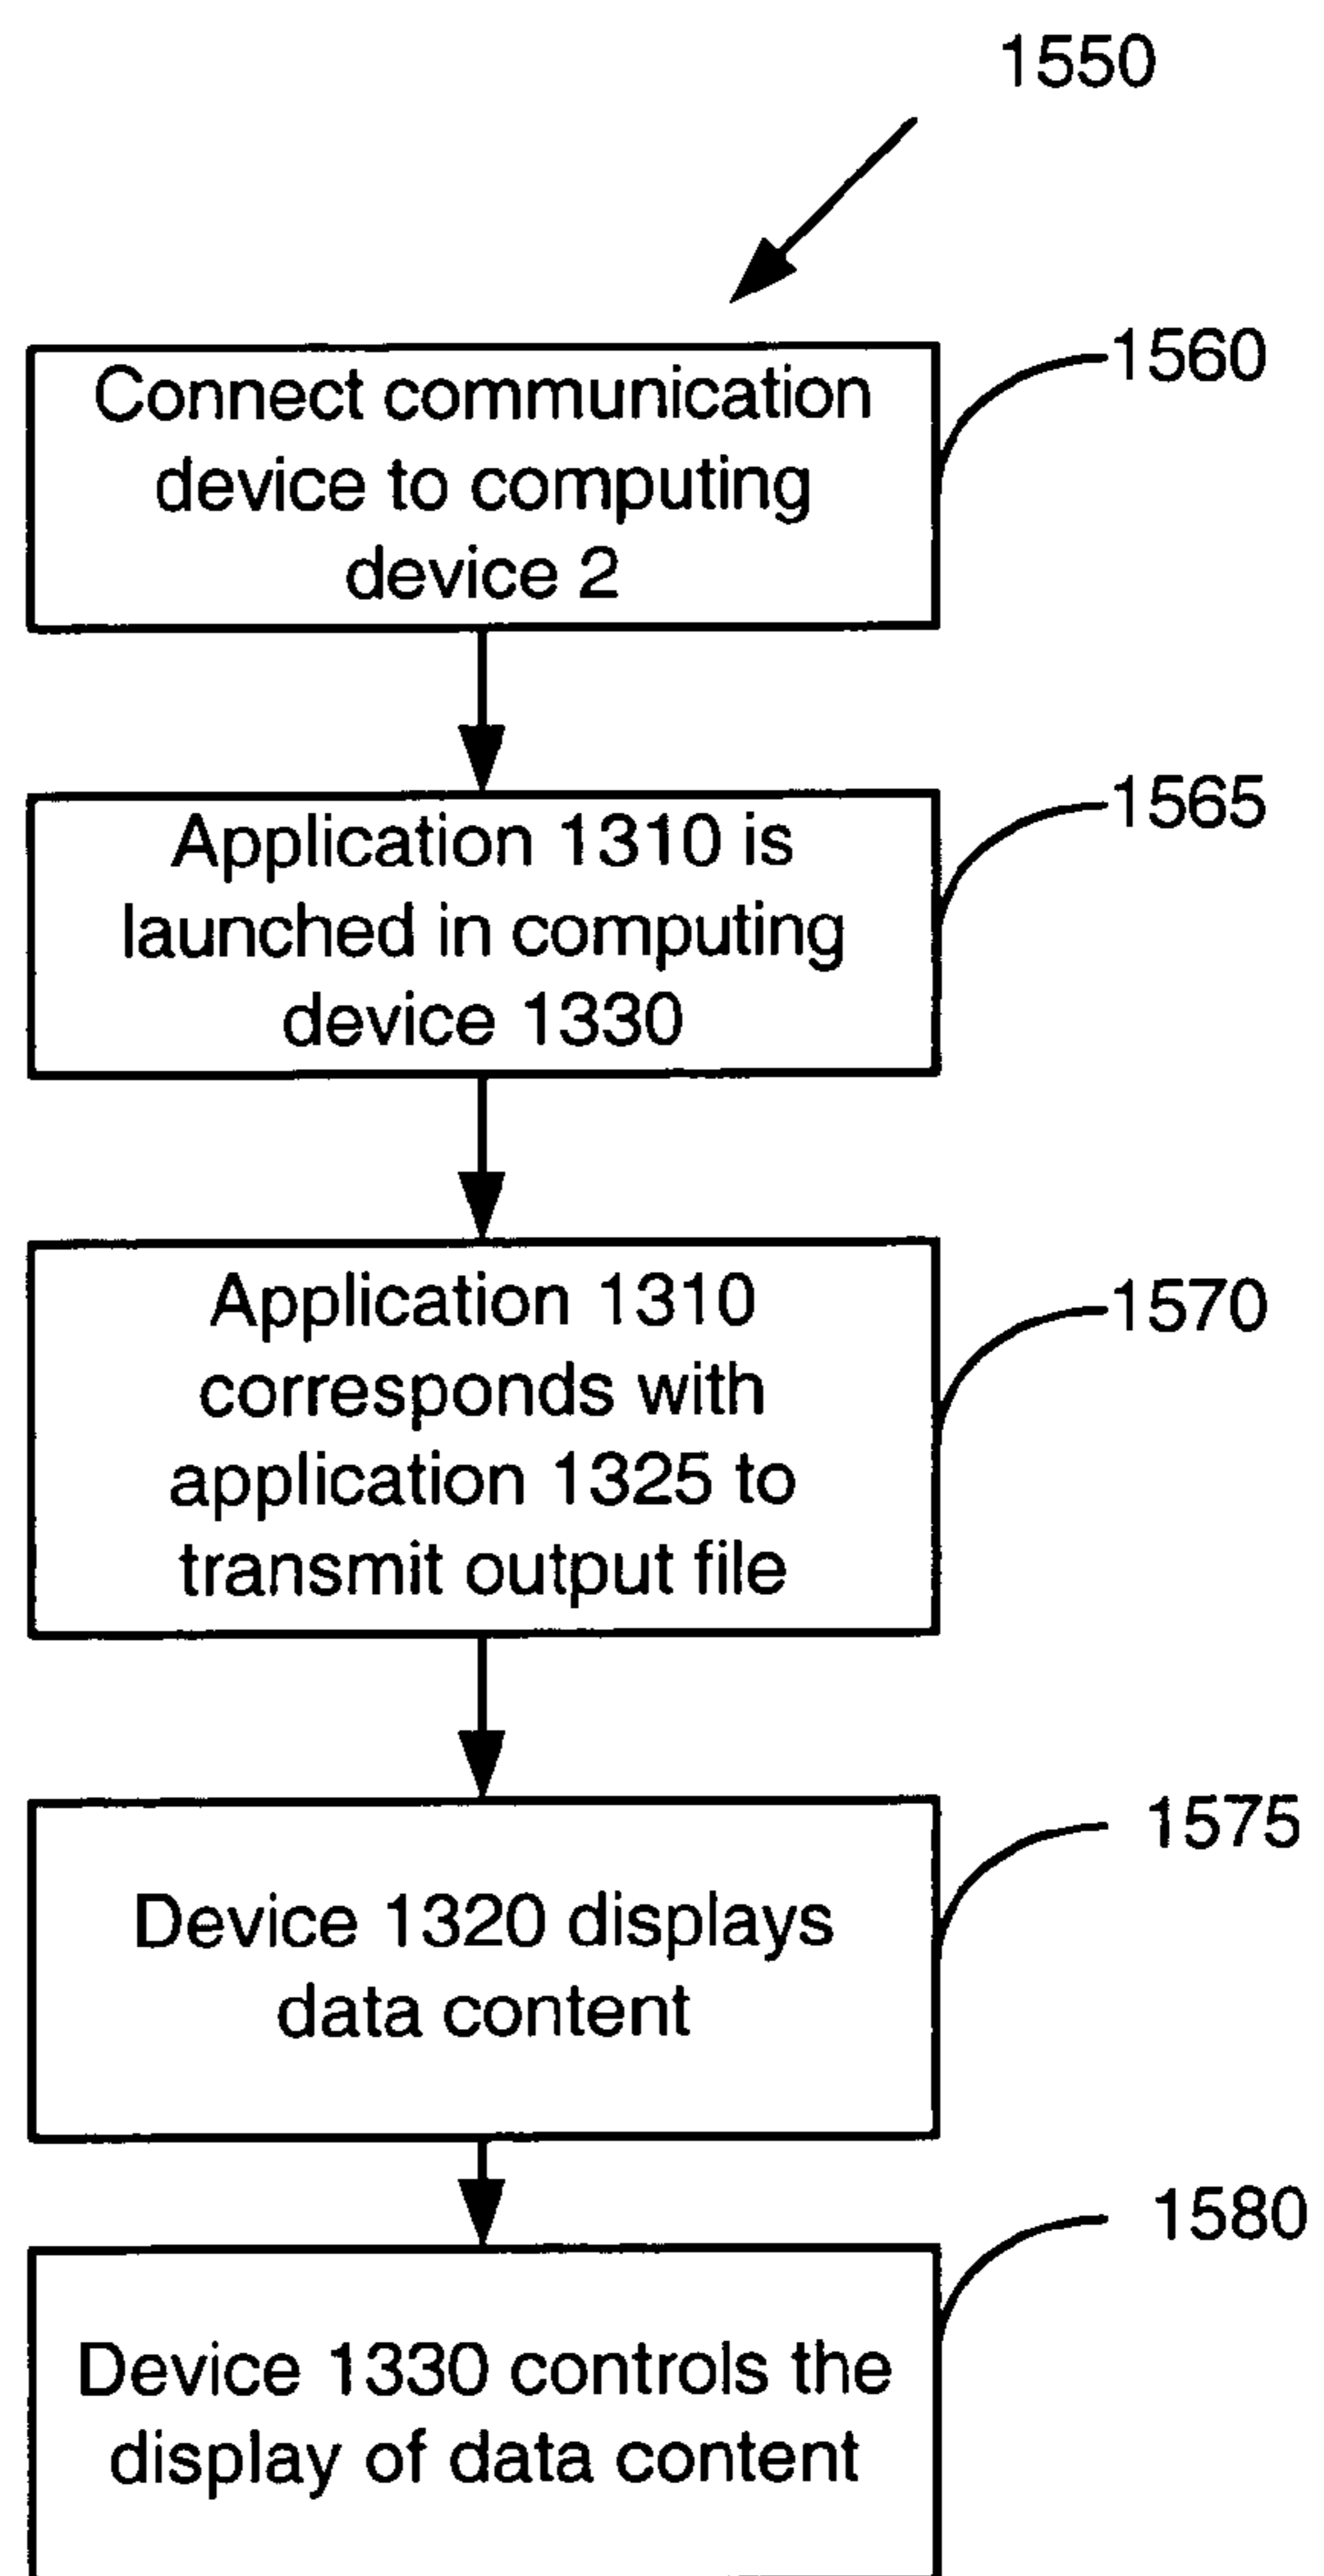 1550
1560
Connect communication
device to computing
device 2
1565
Application 1310 is
launched in computing
device 1330
1570
Application 1310
corresponds with
application 1325 to
transmit output file
1575
Device 1320 displays
data content
1580
Device 1330 controls the
display of data content